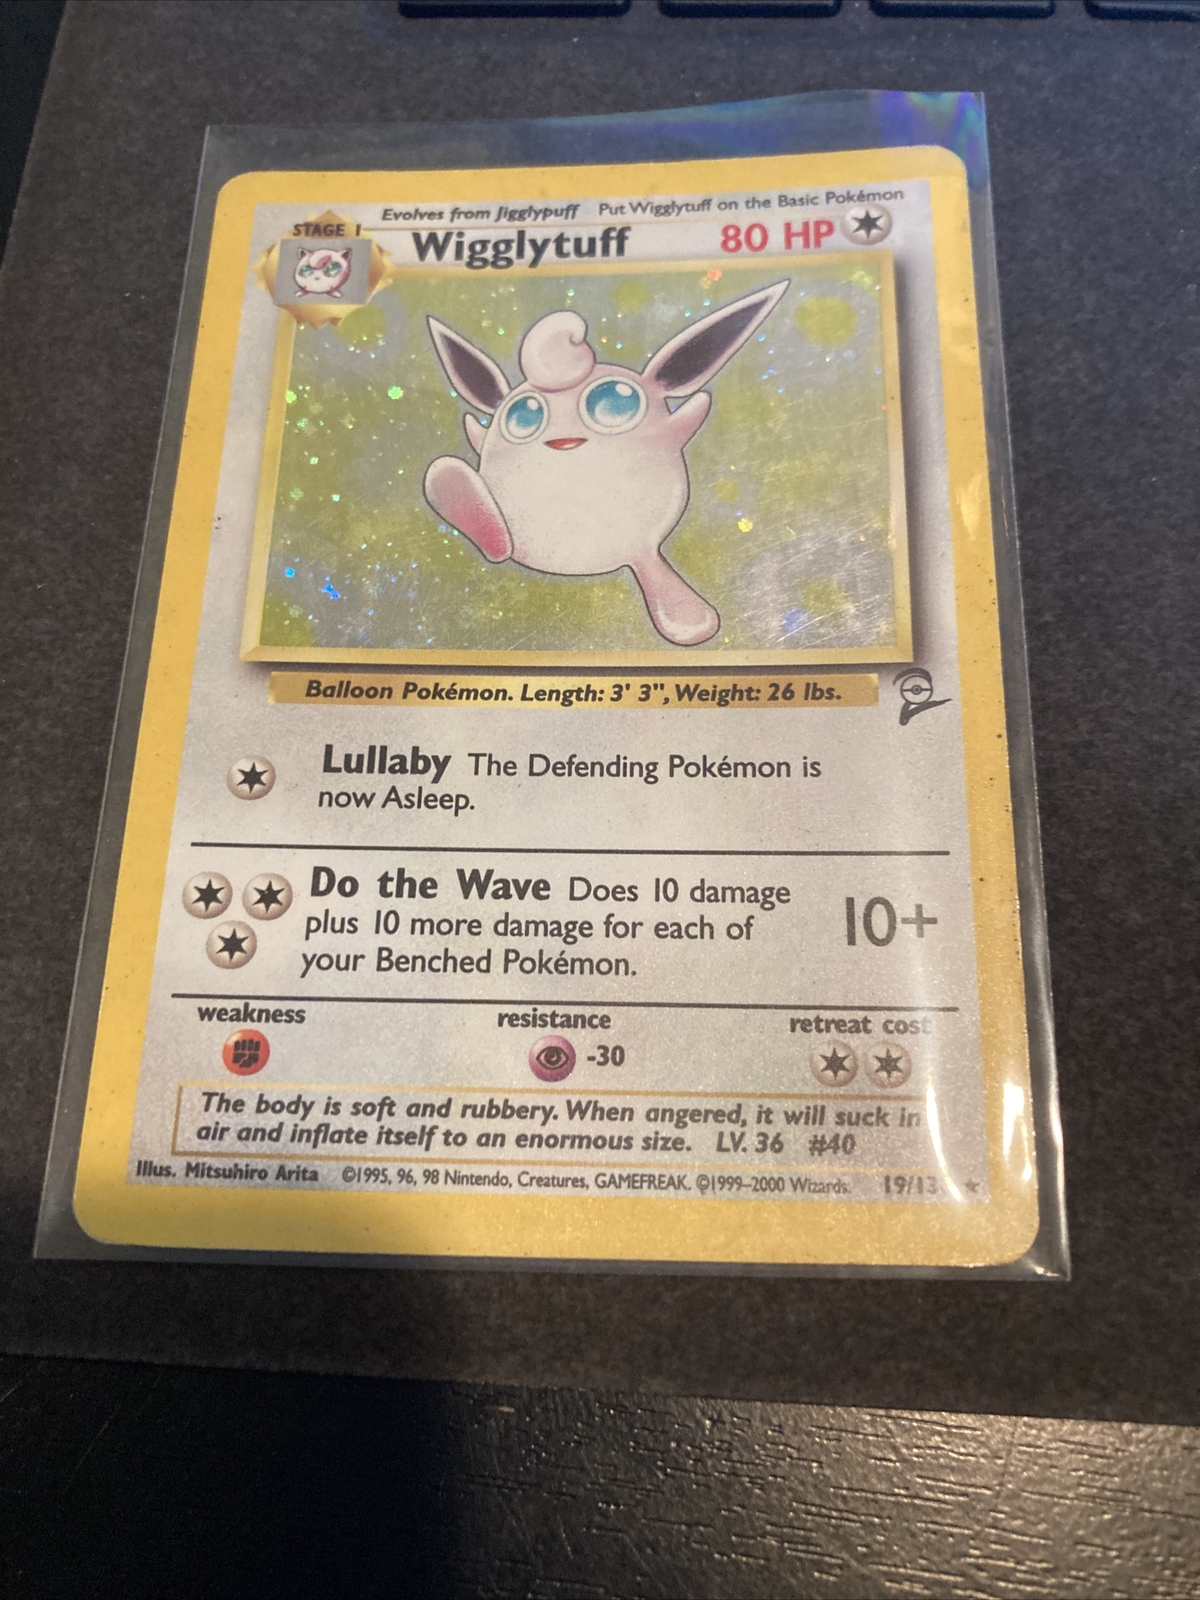 Evolves from Jigglypuff Put Wigglytuff on the Basic Pokémon
STAGE 1
Wigglytuff 80 HP
Balloon Pokémon. Length: 3' 3", Weight: 26 lbs.
Lullaby The Defending Pokémon is
now Asleep.
Do the Wave Does 10 damage
plus 10 more damage for each of
your Benched Pokémon.
10+
weakness resistance retreat cost
-30
The body is soft and rubbery. When angered, it will suck in
air and inflate itself to an enormous size. LV. 36 #40
Illus. Mitsuhiro Arita ©1995, 96, 98 Nintendo, Creatures, GAMEFREAK. ©1999–2000 Wizards.